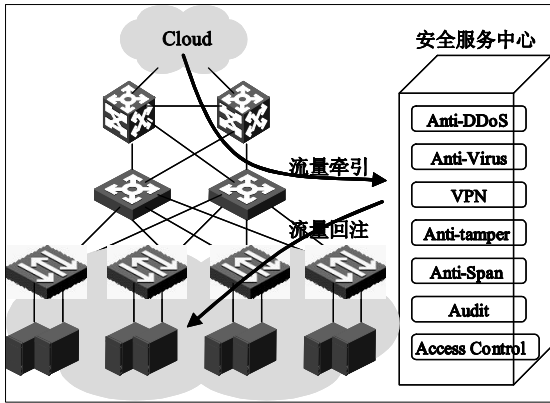 Cloud
安全服务中心
Anti-DDoS
Anti-Virus
流量牵引
VPN
流量回注
Anti-tamper
Anti-Span
Audit
Access Control